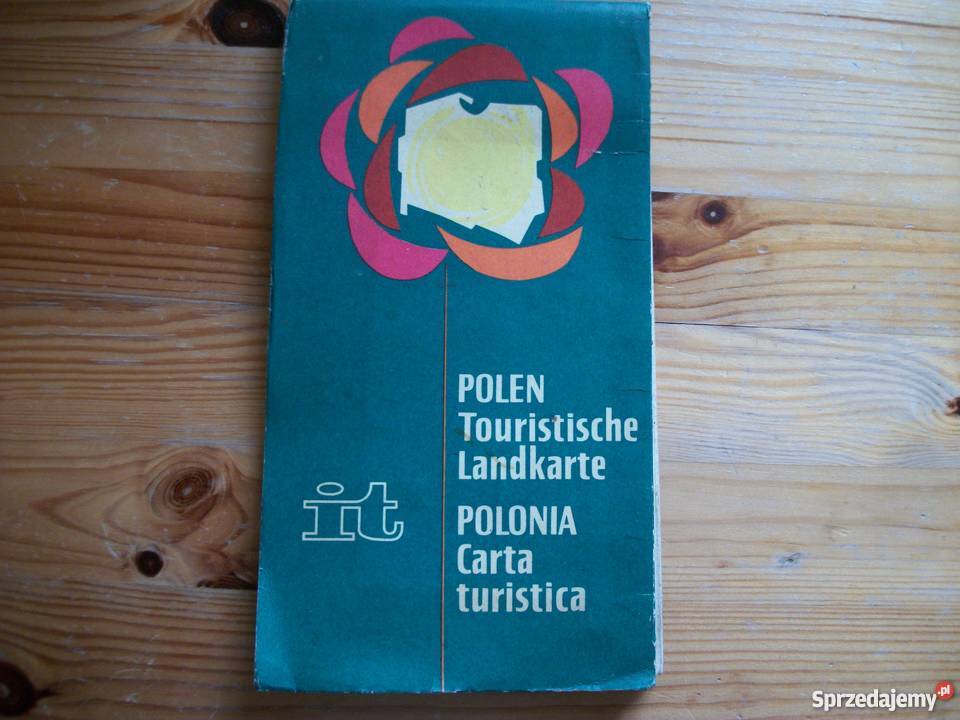 POLEN
Touristische
Landkarte
it
POLONIA
Carta
turistica
Sprzedajemy.pl